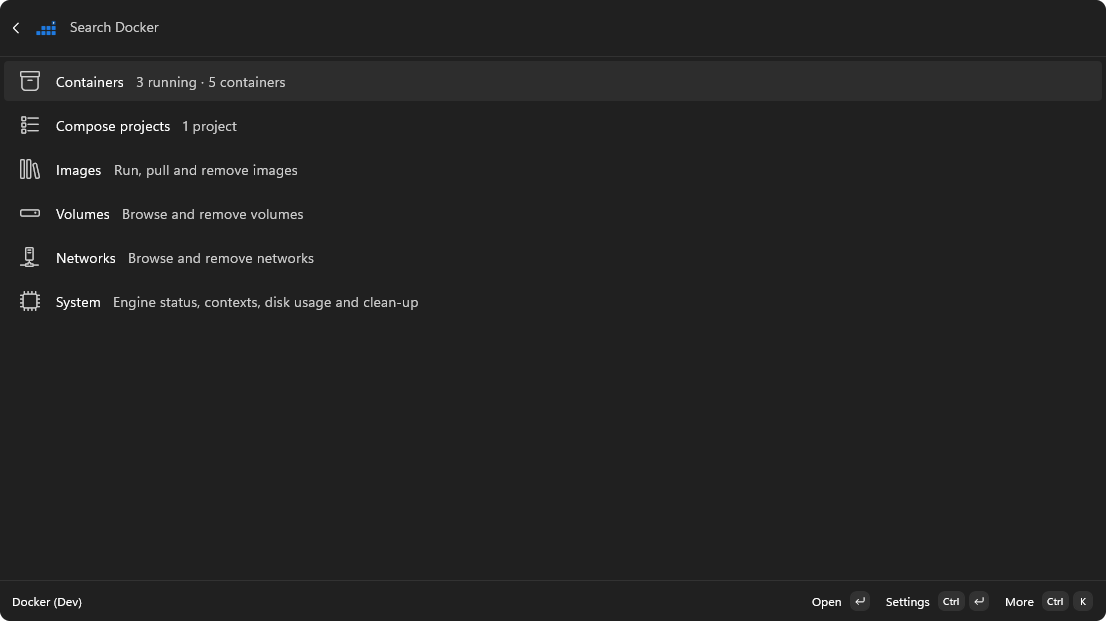 Search Docker
Containers 3 running · 5 containers
Compose projects 1 project
Images Run, pull and remove images
Volumes Browse and remove volumes
Networks Browse and remove networks
System Engine status, contexts, disk usage and clean-up
Docker (Dev) Open Settings Ctrl More Ctrl K